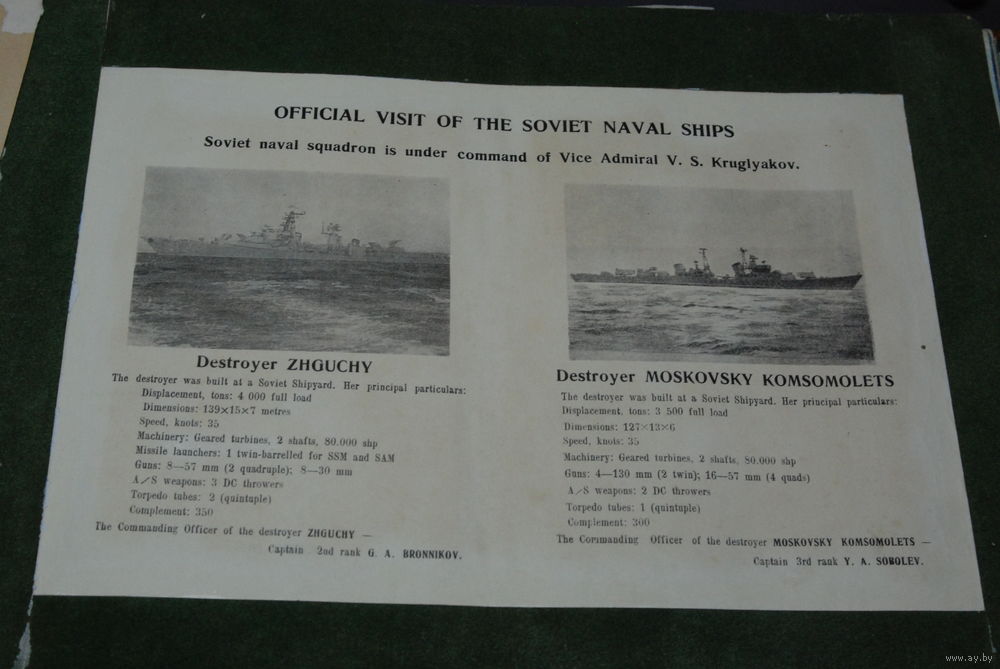 OFFICIAL VISIT OF THE SOVIET NAVAL SHIPS
Soviet naval squadron is under command of Vice Admiral V. S. Kruglyakov.
Destroyer ZHGUCHY
The destroyer was built at a Soviet Shipyard. Her principal particulars:
Displacement, tons: 4 000 full load
Dimensions: 139×15×7 metres
Speed, knots: 35
Machinery: Geared turbines, 2 shafts, 80.000 shp
Missile launchers: 1 twin-barrelled for SSM and SAM
Guns: 8—57 mm (2 quadruple); 8—30 mm
A/S weapons: 3 DC throwers
Torpedo tubes: 2 (quintuple)
Complement: 350
The Commanding Officer of the destroyer ZHGUCHY —
Captain 2nd rank G. A. BRONNIKOV.
Destroyer MOSKOVSKY KOMSOMOLETS
The destroyer was built at a Soviet Shipyard. Her principal particulars:
Displacement, tons: 3 500 full load
Dimensions: 127×13×6
Speed, knots: 35
Machinery: Geared turbines, 2 shafts, 80.000 shp
Guns: 4—130 mm (2 twin); 16—57 mm (4 quads)
A/S weapons: 2 DC throwers
Torpedo tubes: 1 (quintuple)
Complement: 300
The Commanding Officer of the destroyer MOSKOVSKY KOMSOMOLETS —
Captain 3rd rank Y. A. SOBOLEV.
www.ay.by